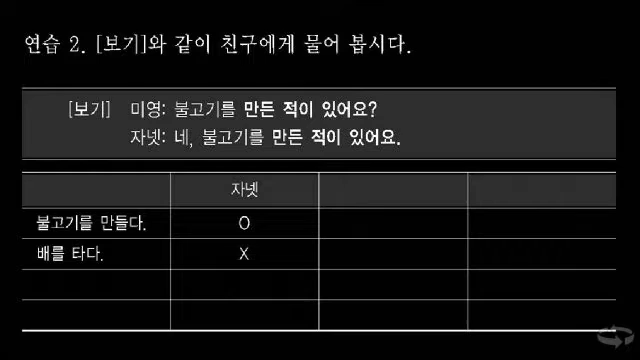 연습 2. [보기]와 같이 친구에게 물어 봅시다.
[보기] 미영: 불고기를 만든 적이 있어요?
자넷: 네, 불고기를 만든 적이 있어요.
자넷
불고기를 만들다. O
배를 타다. X